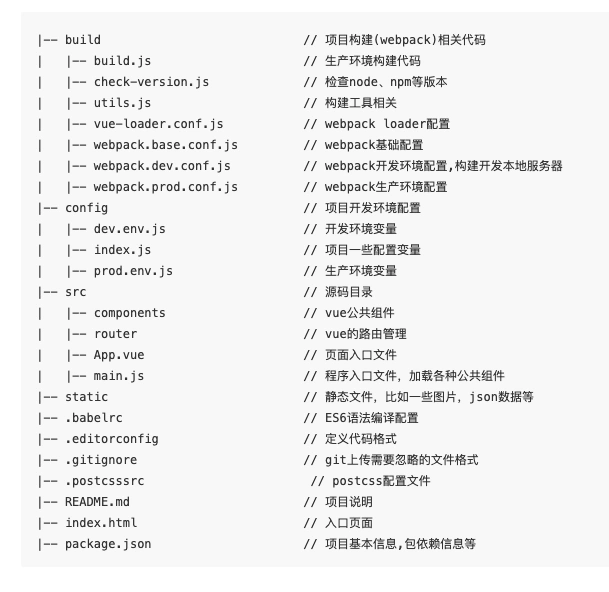 |-- build                            // 项目构建(webpack)相关代码
|   |-- build.js                     // 生产环境构建代码
|   |-- check-version.js             // 检查node、npm等版本
|   |-- utils.js                     // 构建工具相关
|   |-- vue-loader.conf.js           // webpack loader配置
|   |-- webpack.base.conf.js         // webpack基础配置
|   |-- webpack.dev.conf.js          // webpack开发环境配置,构建开发本地服务器
|   |-- webpack.prod.conf.js         // webpack生产环境配置
|-- config                           // 项目开发环境配置
|   |-- dev.env.js                   // 开发环境变量
|   |-- index.js                     // 项目一些配置变量
|   |-- prod.env.js                  // 生产环境变量
|-- src                              // 源码目录
|   |-- components                   // vue公共组件
|   |-- router                       // vue的路由管理
|   |-- App.vue                      // 页面入口文件
|   |-- main.js                      // 程序入口文件，加载各种公共组件
|-- static                           // 静态文件，比如一些图片，json数据等
|-- .babelrc                         // ES6语法编译配置
|-- .editorconfig                    // 定义代码格式
|-- .gitignore                       // git上传需要忽略的文件格式
|-- .postcsssrc                       // postcss配置文件
|-- README.md                        // 项目说明
|-- index.html                       // 入口页面
|-- package.json                     // 项目基本信息,包依赖信息等